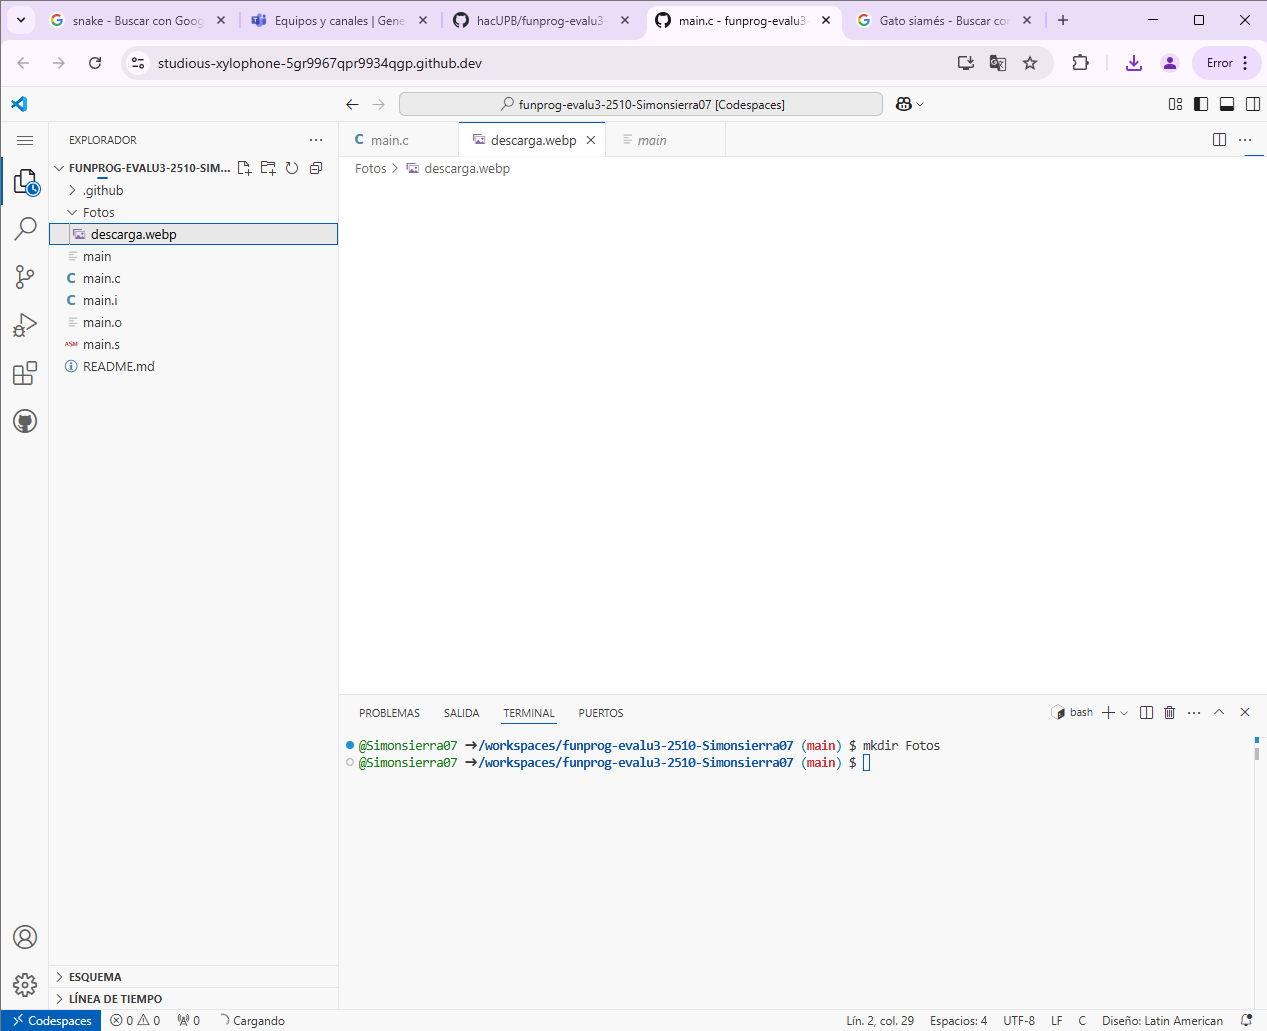 snake - Buscar con Goog
Equipos y canales | Gene
hacUPB/funprog-evalu3-
main.c - funprog-evalu3
Gato siamés - Buscar co
studious-xylophone-5gr9967qpr9934qgp.github.dev
Error
funprog-evalu3-2510-Simonsierra07 [Codespaces]
EXPLORADOR
FUNPROG-EVALU3-2510-SIM...
.github
Fotos
descarga.webp
main
main.c
main.i
main.o
ASM main.s
README.md
ESQUEMA
LÍNEA DE TIEMPO
C main.c
descarga.webp
main
Fotos > descarga.webp
PROBLEMAS
SALIDA
TERMINAL
PUERTOS
bash
@Simonsierra07 ➜/workspaces/funprog-evalu3-2510-Simonsierra07 (main) $ mkdir Fotos
@Simonsierra07 ➜/workspaces/funprog-evalu3-2510-Simonsierra07 (main) $
Codespaces
0
0
0
Cargando
Lín. 2, col. 29
Espacios: 4
UTF-8
LF
C
Diseño: Latin American